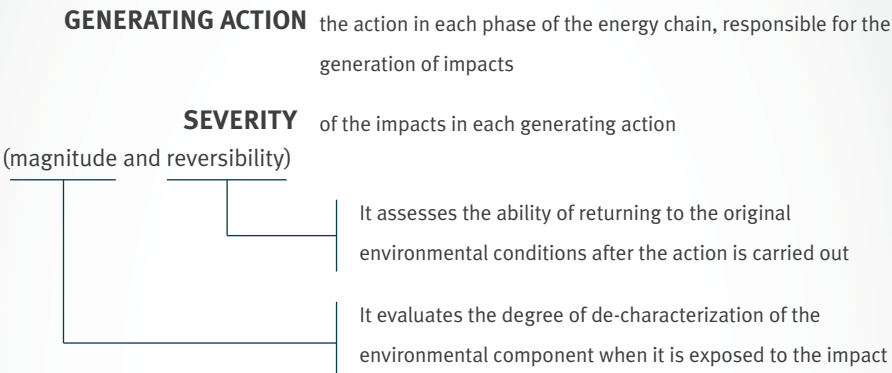 GENERATING ACTION the action in each phase of the energy chain, responsible for the
generation of impacts
SEVERITY of the impacts in each generating action
(magnitude and reversibility)
It assesses the ability of returning to the original
environmental conditions after the action is carried out
It evaluates the degree of de-characterization of the
environmental component when it is exposed to the impact